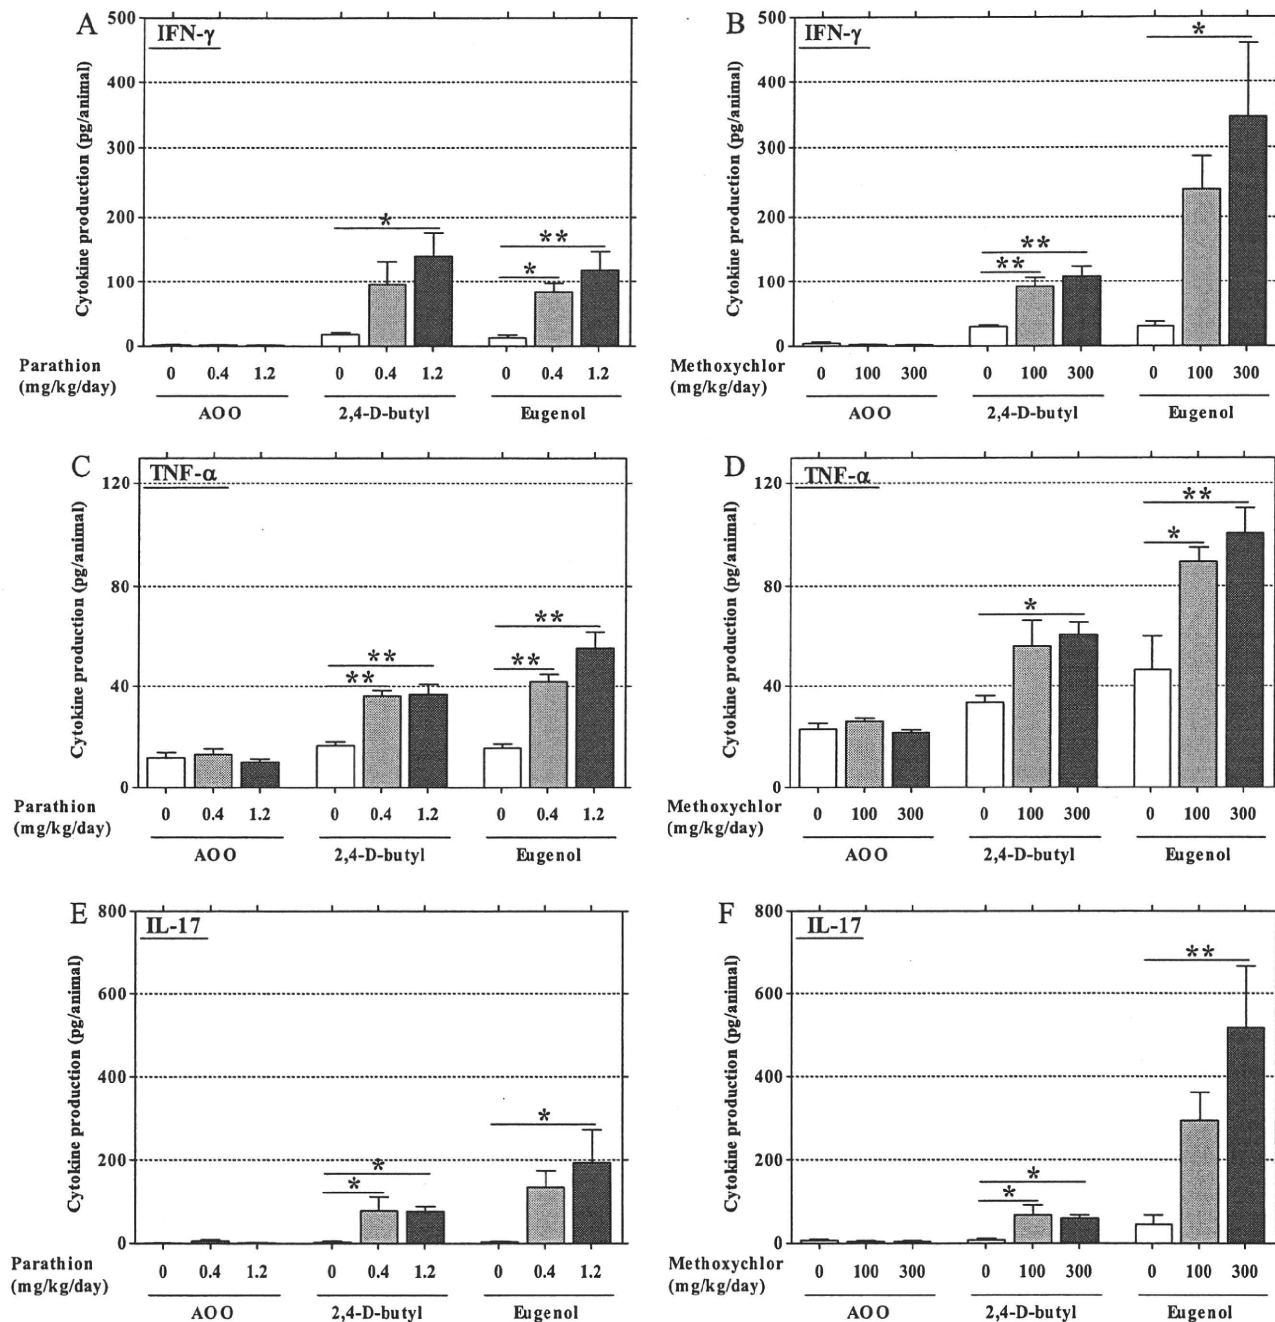 A
IFN-γ
Cytokine production (pg/animal)
500
400
300
200
100
0
*
**
*
Parathion
(mg/kg/day)
0 0.4 1.2 0 0.4 1.2 0 0.4 1.2
AOO 2,4-D-butyl Eugenol
B
IFN-γ
Cytokine production (pg/animal)
500
400
300
200
100
0
*
**
**
Methoxychlor
(mg/kg/day)
0 100 300 0 100 300 0 100 300
AOO 2,4-D-butyl Eugenol
C
TNF-α
Cytokine production (pg/animal)
120
80
40
0
**
**
**
**
Parathion
(mg/kg/day)
0 0.4 1.2 0 0.4 1.2 0 0.4 1.2
AOO 2,4-D-butyl Eugenol
D
TNF-α
Cytokine production (pg/animal)
120
80
40
0
**
*
*
Methoxychlor
(mg/kg/day)
0 100 300 0 100 300 0 100 300
AOO 2,4-D-butyl Eugenol
E
IL-17
Cytokine production (pg/animal)
800
600
400
200
0
*
*
*
Parathion
(mg/kg/day)
0 0.4 1.2 0 0.4 1.2 0 0.4 1.2
AOO 2,4-D-butyl Eugenol
F
IL-17
Cytokine production (pg/animal)
800
600
400
200
0
**
*
*
Methoxychlor
(mg/kg/day)
0 100 300 0 100 300 0 100 300
AOO 2,4-D-butyl Eugenol